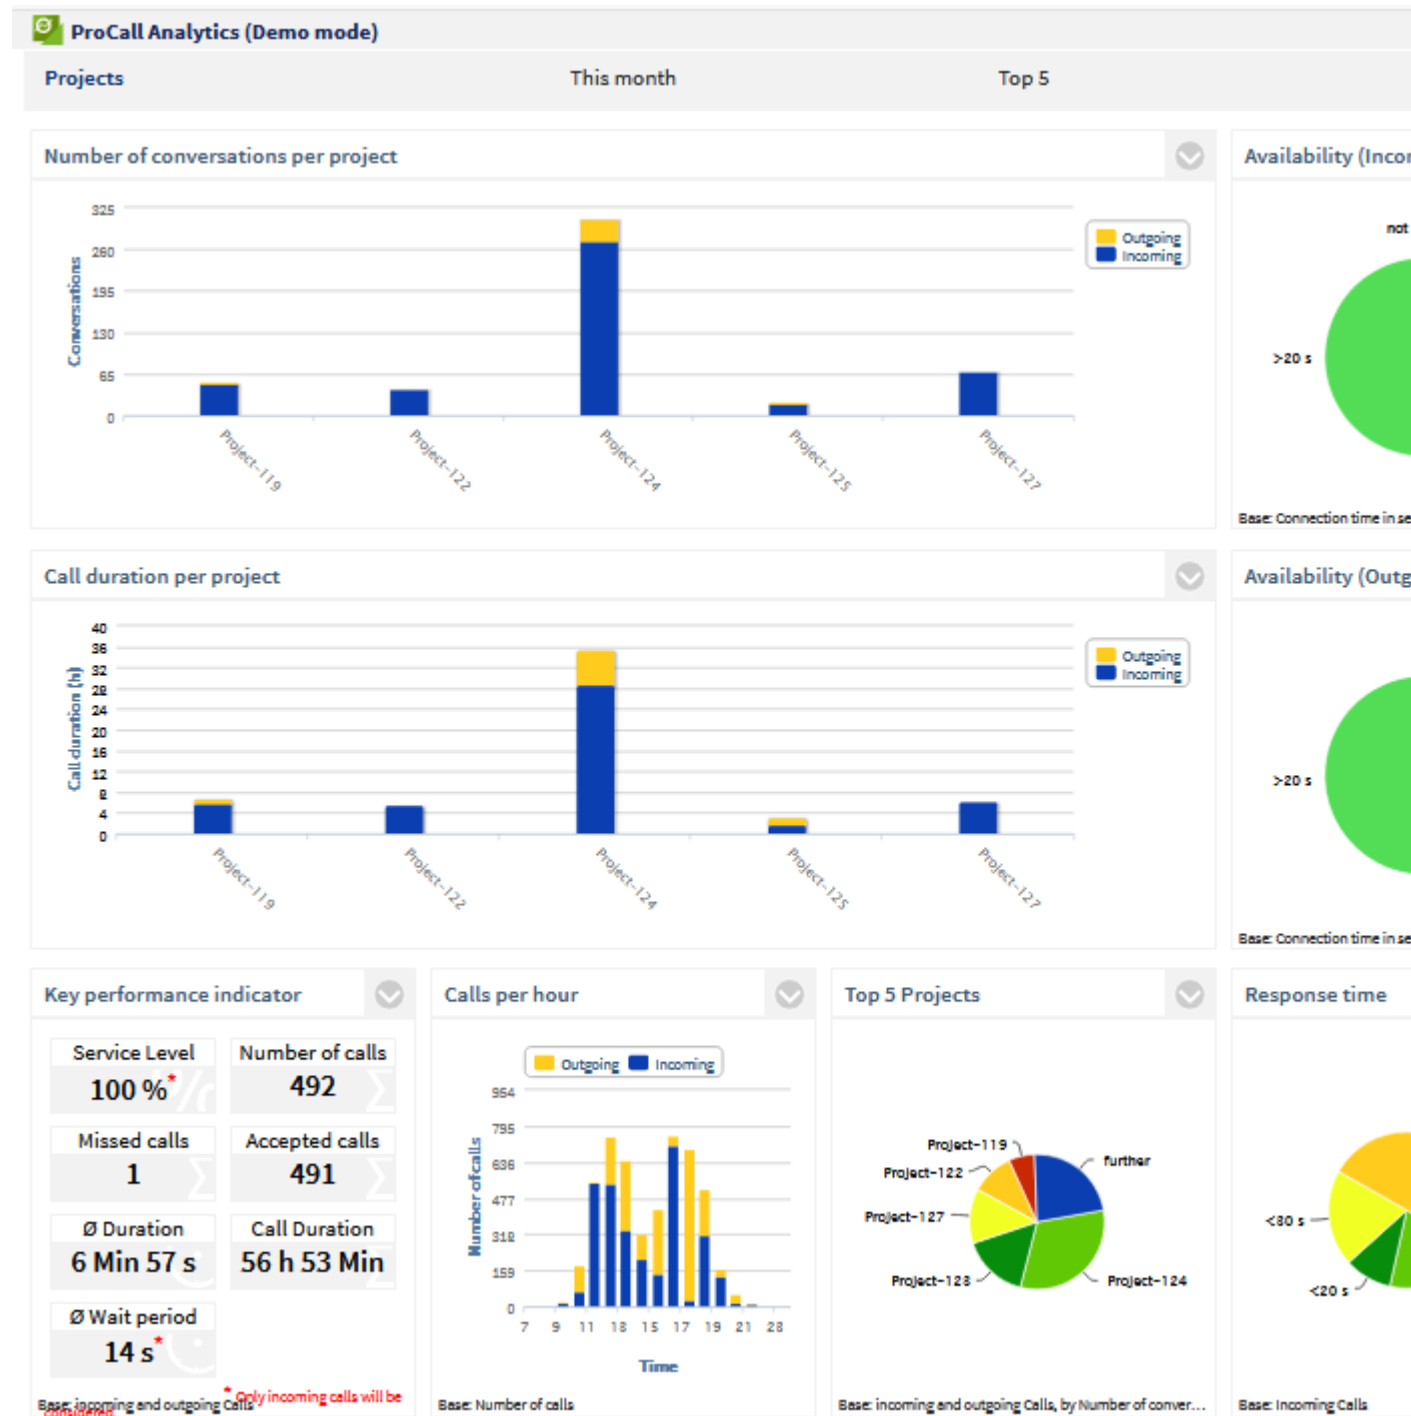 ProCall Analytics (Demo mode)
Projects
This month
Top 5
Number of conversations per project
325
260
195
130
65
0
Conversations
Outgoing
Incoming
Project-119
Project-122
Project-124
Project-125
Project-127
Availability (Incor
not
>20 s
Base: Connection time in se
Call duration per project
40
36
32
28
24
20
16
12
8
4
0
Call duration (h)
Outgoing
Incoming
Project-119
Project-122
Project-124
Project-125
Project-127
Availability (Outg
>20 s
Base: Connection time in se
Key performance indicator
Service Level
100 %*
Number of calls
492
Missed calls
1
Accepted calls
491
Ø Duration
6 Min 57 s
Call Duration
56 h 53 Min
Ø Wait period
14 s*
* Only incoming calls will be
considered.
Base: incoming and outgoing Calls
Calls per hour
Outgoing
Incoming
954
795
636
477
318
159
0
Number of calls
7 9 11 13 15 17 19 21 23
Time
Base: Number of calls
Top 5 Projects
Project-119
Project-122
Project-127
Project-128
further
Project-124
Base: incoming and outgoing Calls, by Number of conver...
Response time
<30 s
<20 s
Base: Incoming Calls